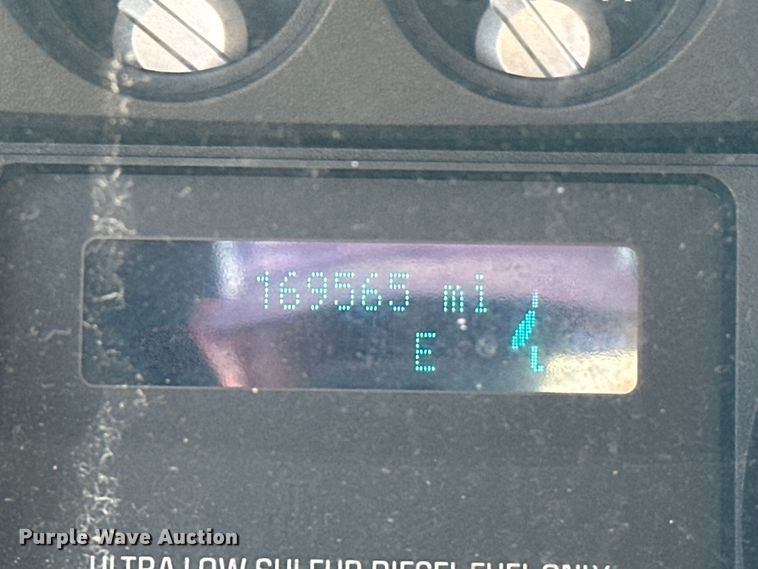 169565 mi
E
Purple Wave Auction
ULTRA LOW SULFUR DIESEL FUEL ONLY